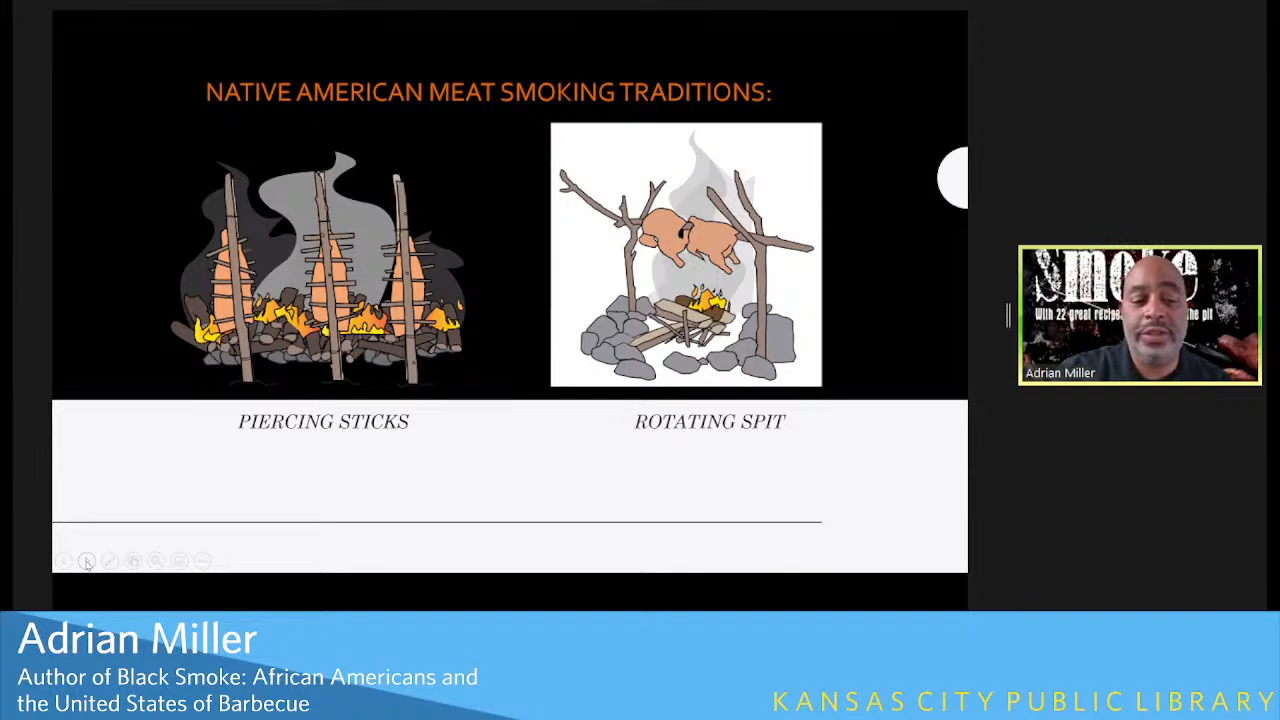 NATIVE AMERICAN MEAT SMOKING TRADITIONS:
PIERCING STICKS
ROTATING SPIT
Smoke
With 22 great recipe
the pit
Adrian Miller
Adrian Miller
Author of Black Smoke: African Americans and
the United States of Barbecue
KANSAS CITY PUBLIC LIBRARY